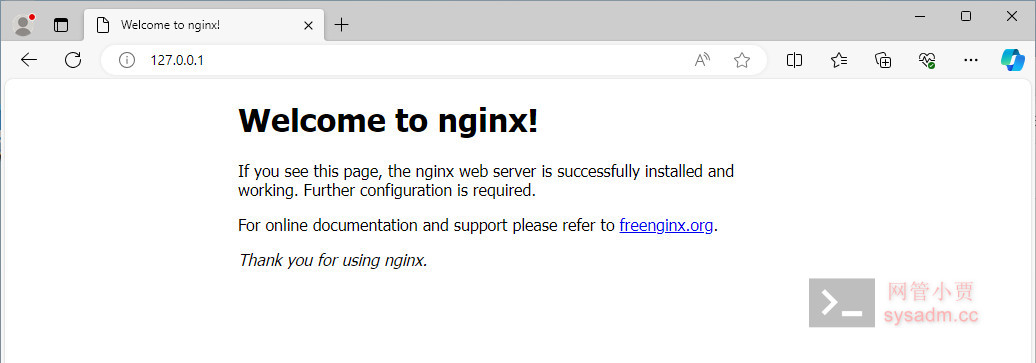 Welcome to nginx!
127.0.0.1
Welcome to nginx!
If you see this page, the nginx web server is successfully installed and
working. Further configuration is required.
For online documentation and support please refer to freenginx.org.
Thank you for using nginx.
网管小贾
sysadm.cc